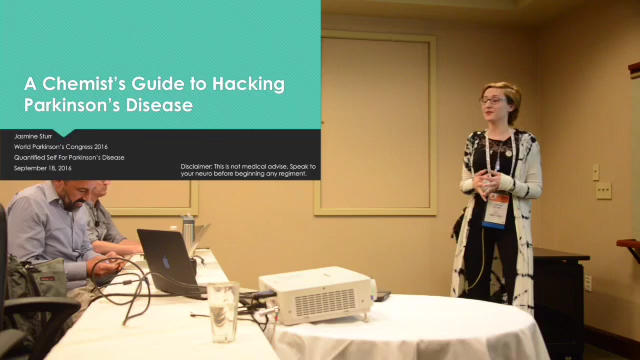 A Chemist's Guide to Hacking
Parkinson's Disease
Jasmine Sturr
World Parkinson's Congress 2016
Quantified Self For Parkinson's Disease
September 18, 2016
Disclaimer: This is not medical advise. Speak to
your neuro before beginning any regiment.